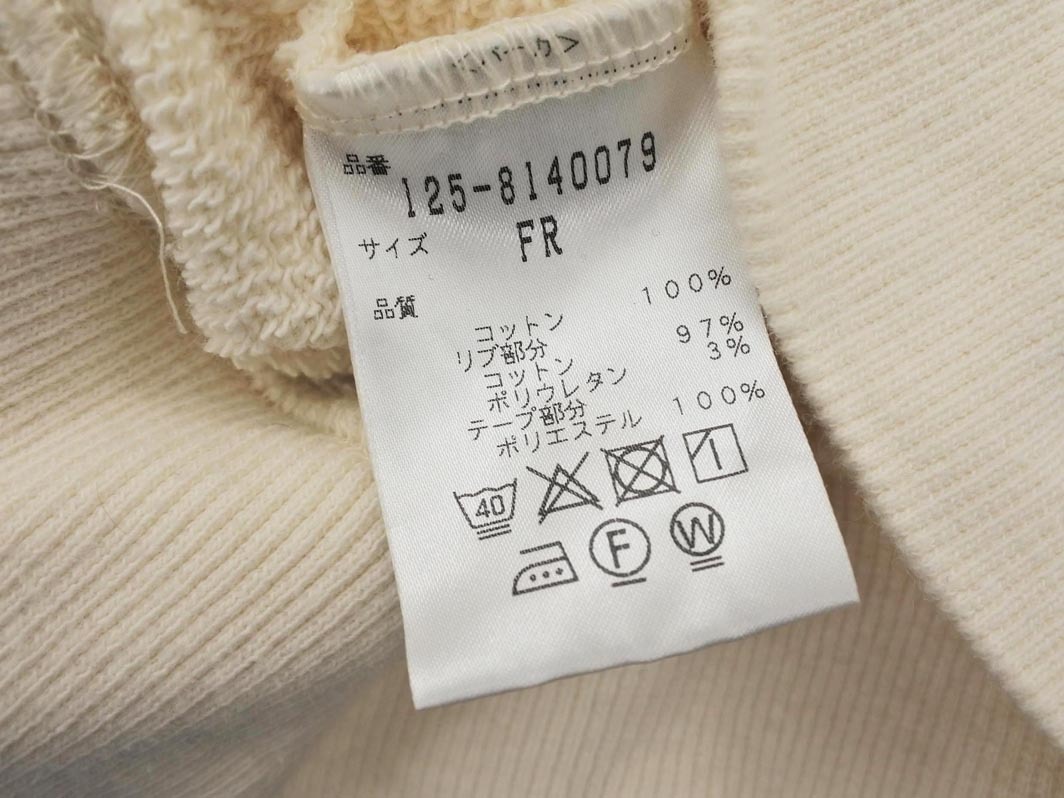 品番
125-8140079
サイズ FR
品質
100%
コットン
リブ部分 97%
コットン 3%
ポリウレタン
テープ部分 100%
ポリエステル
40
1
F W